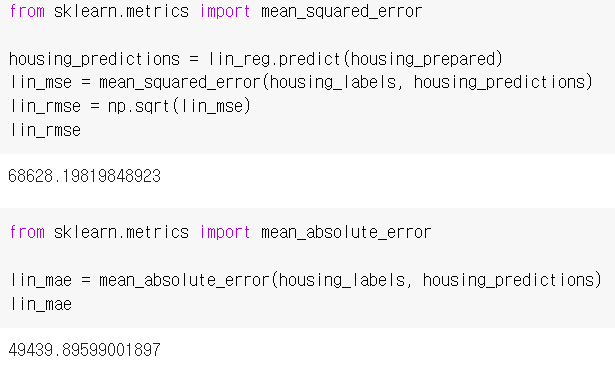 from sklearn.metrics import mean_squared_error
housing_predictions = lin_reg.predict(housing_prepared)
lin_mse = mean_squared_error(housing_labels, housing_predictions)
lin_rmse = np.sqrt(lin_mse)
lin_rmse
68628.19819848923
from sklearn.metrics import mean_absolute_error
lin_mae = mean_absolute_error(housing_labels, housing_predictions)
lin_mae
49439.89599001897